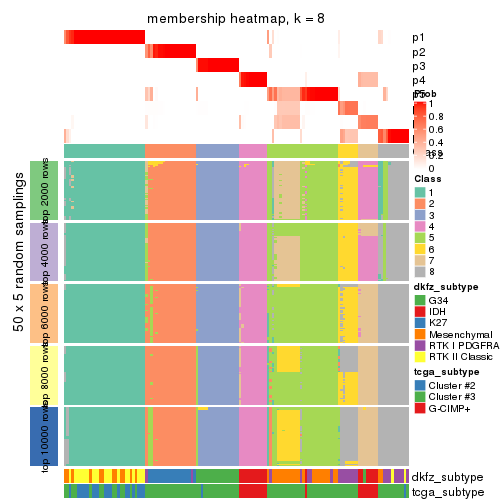 membership heatmap, k = 8
p1
p2
p3
p4
Prob
1
0.8
0.6
0.4
0.2
0
Class
1
2
3
4
5
6
7
8
dkfz_subtype
G34
IDH
K27
Mesenchymal
RTK I PDGFRA
RTK II Classic
tcga_subtype
Cluster #2
Cluster #3
G-CIMP+
50 x 5 random samplings
top 2000 rows
top 4000 rows
top 6000 rows
top 8000 rows
top 10000 rows
dkfz_subtype
tcga_subtype